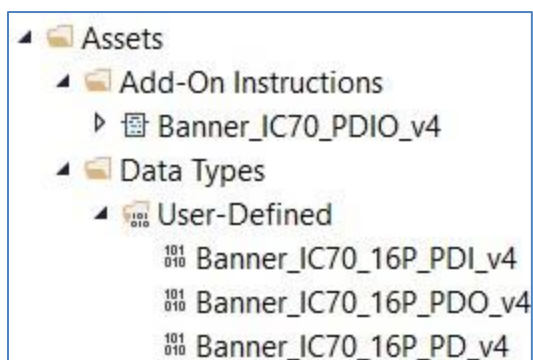 Assets
Add-On Instructions
Banner_IC70_PDIO_v4
Data Types
User-Defined
Banner_IC70_16P_PDI_v4
Banner_IC70_16P_PDO_v4
Banner_IC70_16P_PD_v4